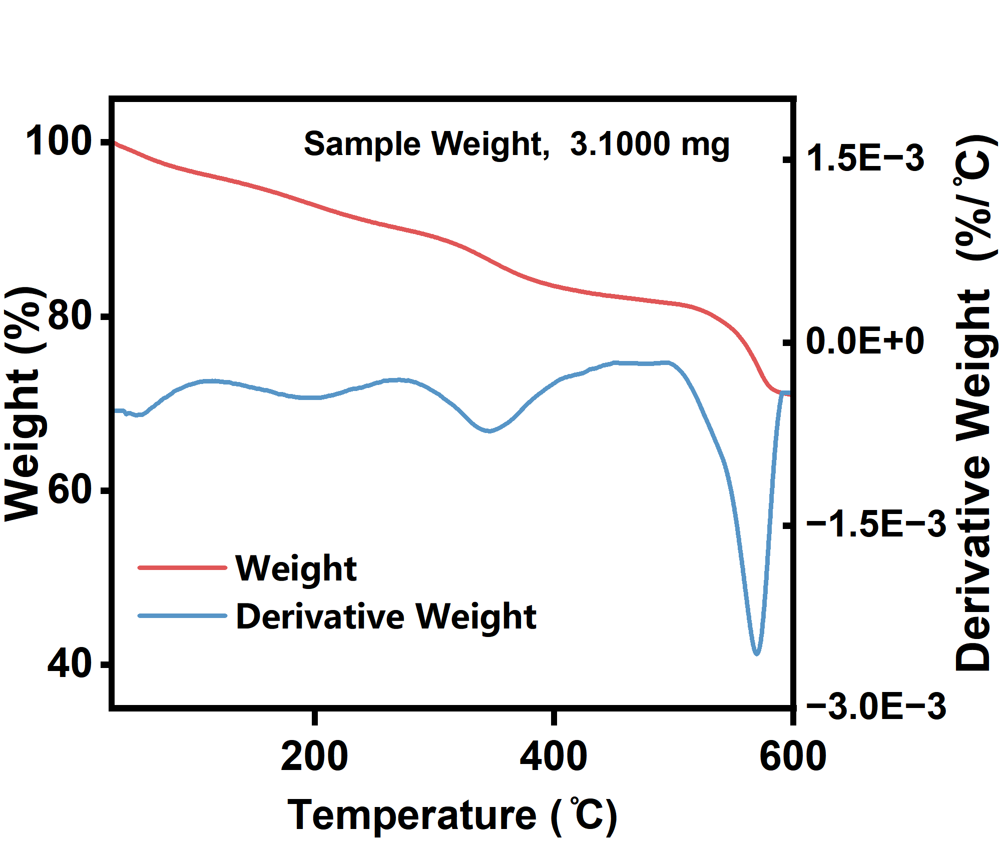 Sample Weight, 3.1000 mg
100
80
60
40
Weight (%)
1.5E−3
0.0E+0
−1.5E−3
−3.0E−3
Derivative Weight (%/℃)
Weight
Derivative Weight
200
400
600
Temperature (℃)